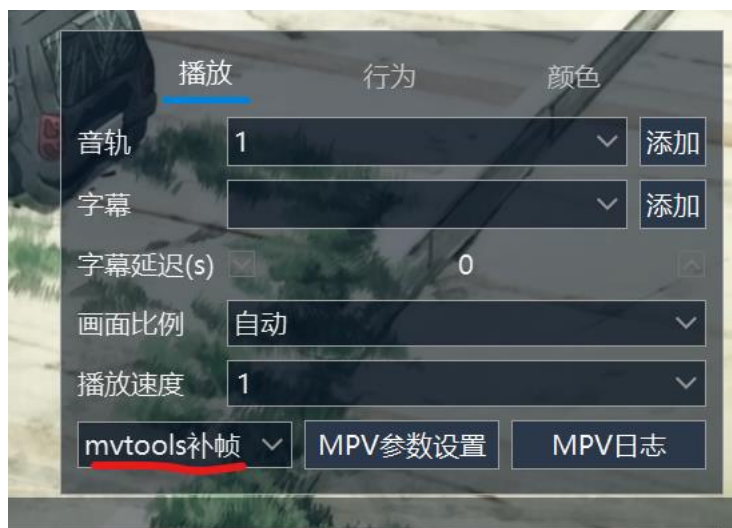 播放 行为 颜色
音轨 1 添加
字幕 添加
字幕延迟(s) 0
画面比例 自动
播放速度 1
mvtools补帧 MPV参数设置 MPV日志